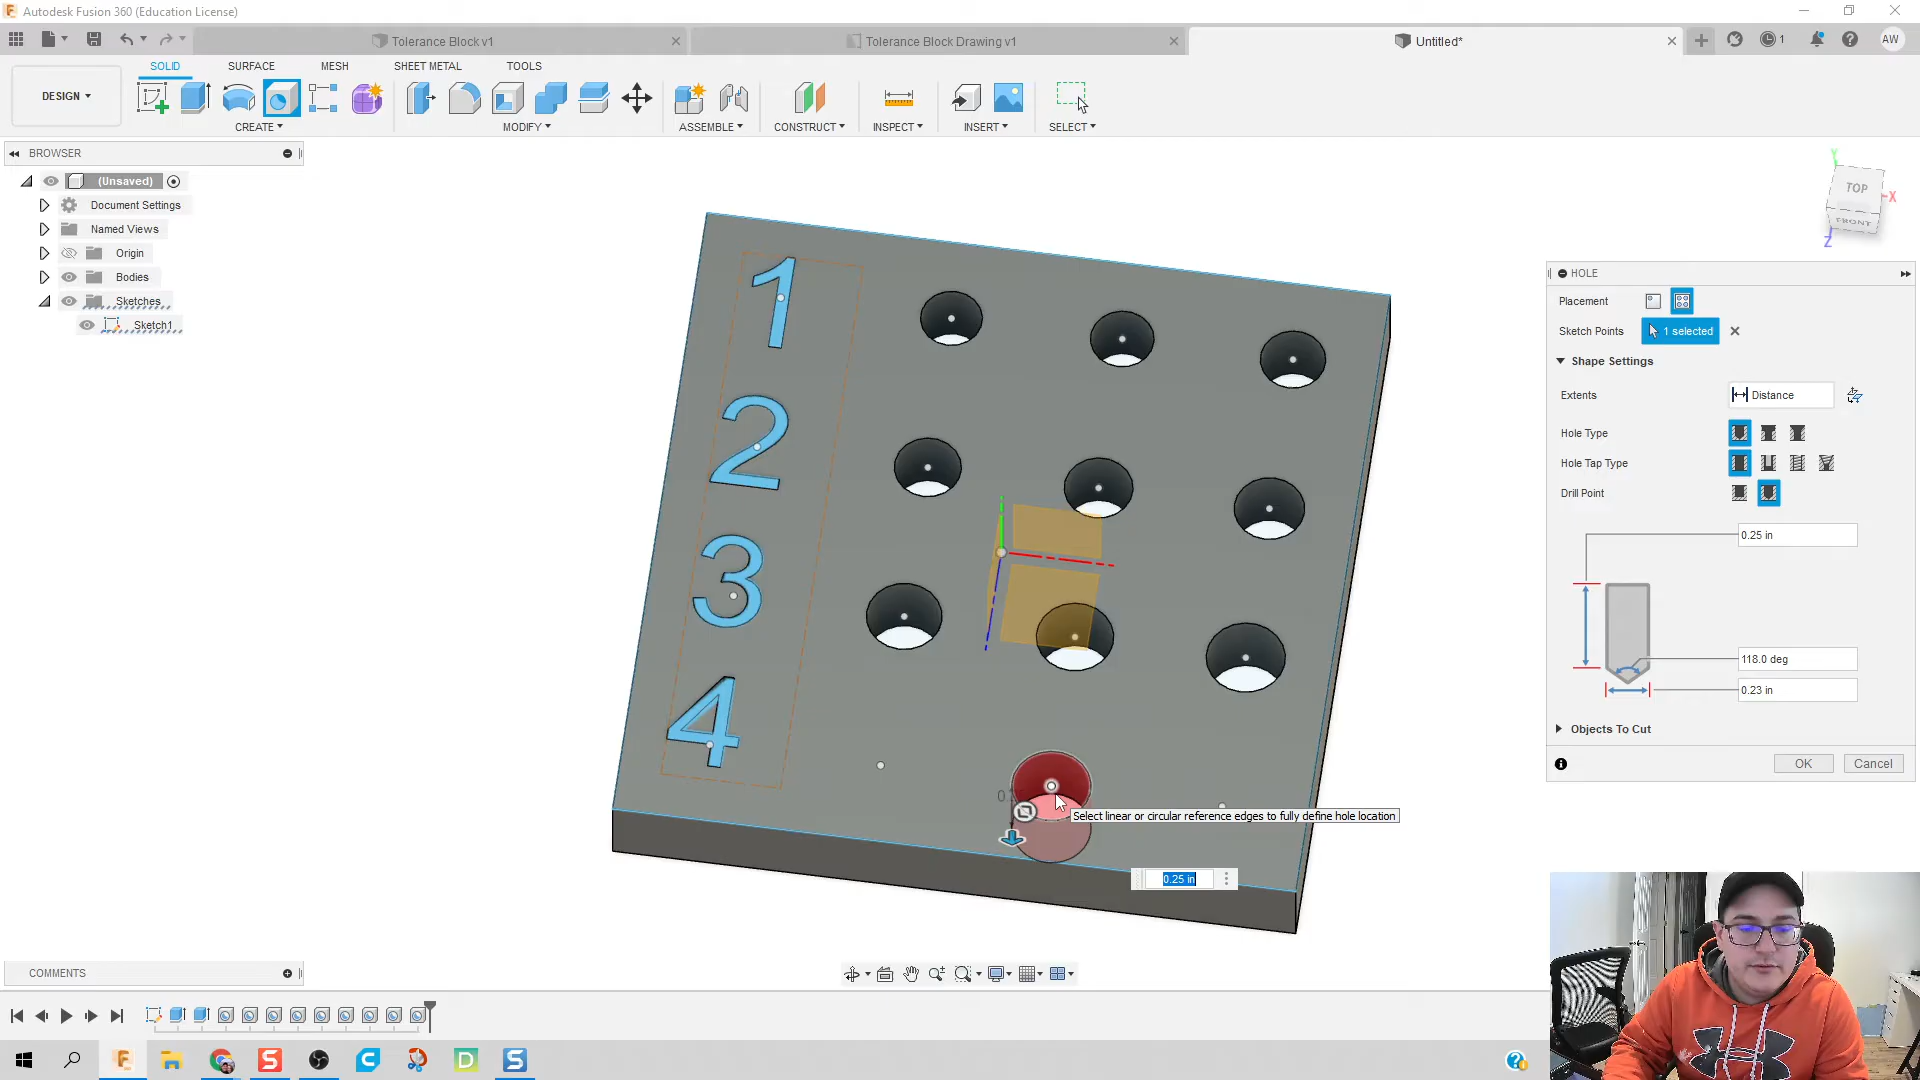 Autodesk Fusion 360 (Education License)
Tolerance Block v1
Tolerance Block Drawing v1
Untitled*
1
AW
DESIGN
SOLID
SURFACE
MESH
SHEET METAL
TOOLS
CREATE
MODIFY
ASSEMBLE
CONSTRUCT
INSPECT
INSERT
SELECT
BROWSER
(Unsaved)
Document Settings
Named Views
Origin
Bodies
Sketches
Sketch1
1
2
3
4
Y
TOP
X
FRONT
Z
HOLE
Placement
Sketch Points
1 selected
Shape Settings
Extents
Distance
Hole Type
Hole Tap Type
Drill Point
0.25 in
118.0 deg
0.23 in
Objects To Cut
OK
Cancel
Select linear or circular reference edges to fully define hole location
0.25 in
COMMENTS